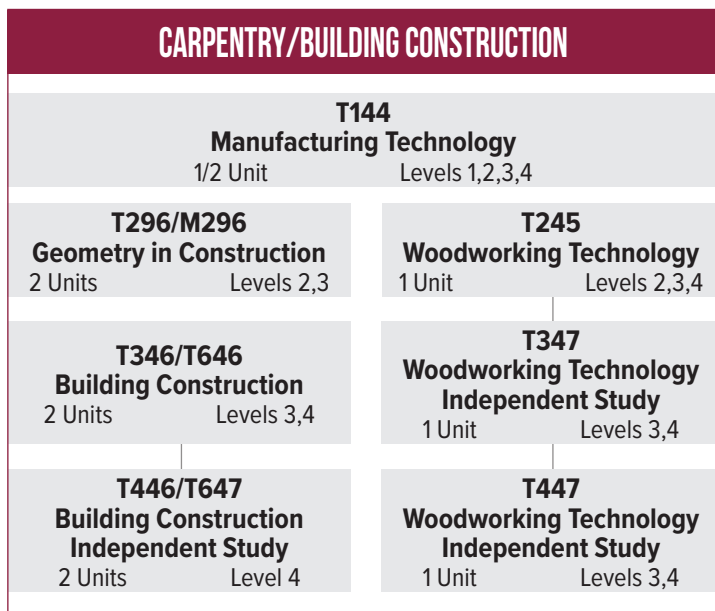 CARPENTRY/BUILDING CONSTRUCTION
T144
Manufacturing Technology
1/2 Unit Levels 1,2,3,4
T296/M296
Geometry in Construction
2 Units Levels 2,3
T245
Woodworking Technology
1 Unit Levels 2,3,4
T346/T646
Building Construction
2 Units Levels 3,4
T347
Woodworking Technology
Independent Study
1 Unit Levels 3,4
T446/T647
Building Construction
Independent Study
2 Units Level 4
T447
Woodworking Technology
Independent Study
1 Unit Levels 3,4